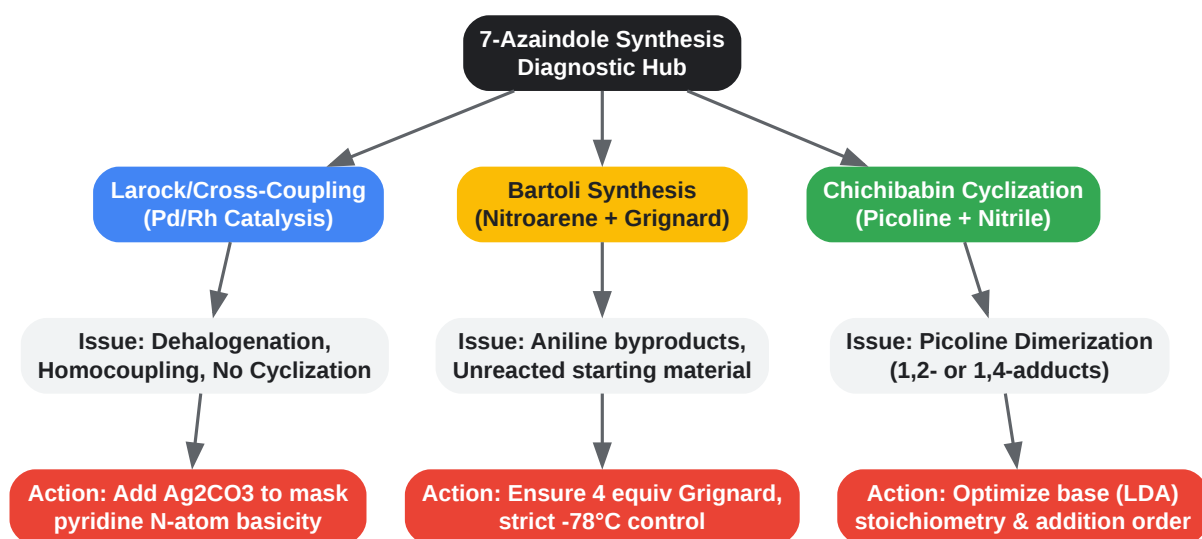 7-Azaindole Synthesis
Diagnostic Hub
Larock/Cross-Coupling
(Pd/Rh Catalysis)
Bartoli Synthesis
(Nitroarene + Grignard)
Chichibabin Cyclization
(Picoline + Nitrile)
Issue: Dehalogenation,
Homocoupling, No Cyclization
Issue: Aniline byproducts,
Unreacted starting material
Issue: Picoline Dimerization
(1,2- or 1,4-adducts)
Action: Add Ag2CO3 to mask
pyridine N-atom basicity
Action: Ensure 4 equiv Grignard,
strict -78°C control
Action: Optimize base (LDA)
stoichiometry & addition order